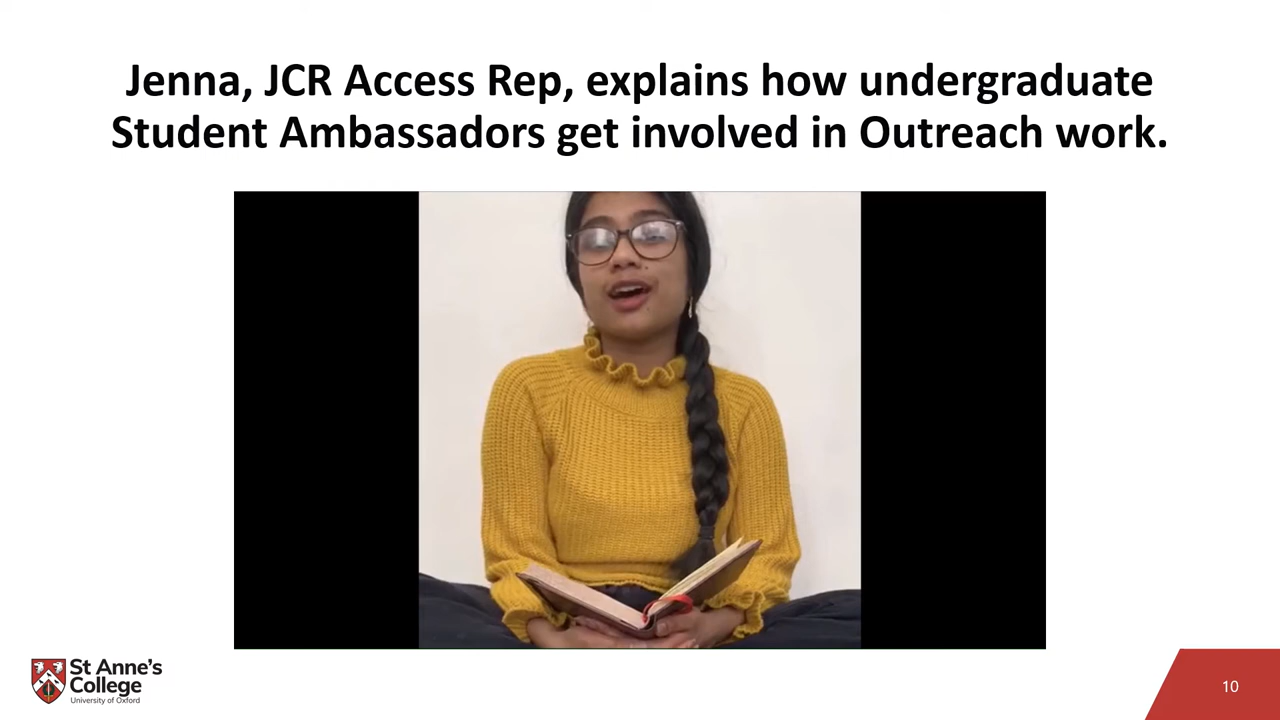 Jenna, JCR Access Rep, explains how undergraduate
Student Ambassadors get involved in Outreach work.
St Anne's
College
University of Oxford
10